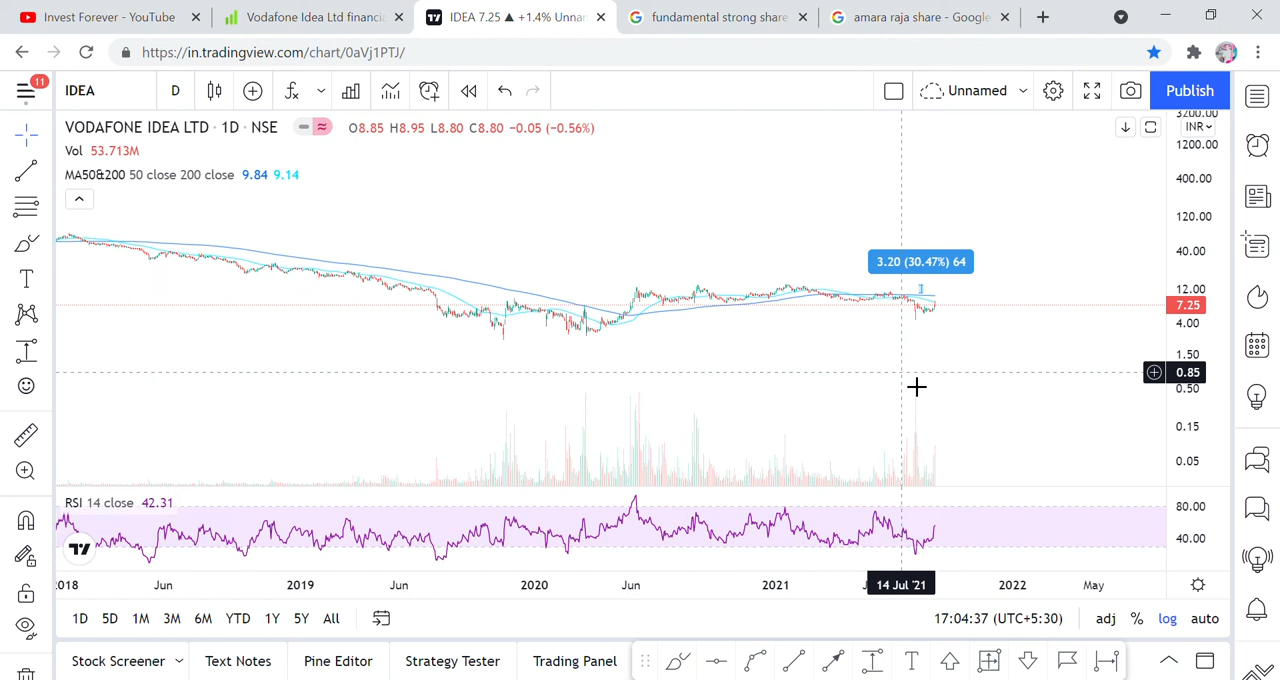 Invest Forever - YouTube
Vodafone Idea Ltd financia
IDEA 7.25 ▲ +1.4% Unnan
fundamental strong share
amara raja share - Google
https://in.tradingview.com/chart/0aVj1PTJ/
11
IDEA
D
Unnamed
Publish
VODAFONE IDEA LTD · 1D · NSE
O8.85 H8.95 L8.80 C8.80 −0.05 (−0.56%)
Vol 53.713M
MA50&200 50 close 200 close 9.84 9.14
3200.00
INR
1200.00
400.00
120.00
40.00
12.00
7.25
4.00
1.50
0.85
0.50
0.15
0.05
3.20 (30.47%) 64
RSI 14 close 42.31
80.00
40.00
2018
Jun
2019
Jun
2020
Jun
2021
14 Jul '21
2022
May
1D 5D 1M 3M 6M YTD 1Y 5Y All
17:04:37 (UTC+5:30)
adj % log auto
Stock Screener
Text Notes
Pine Editor
Strategy Tester
Trading Panel